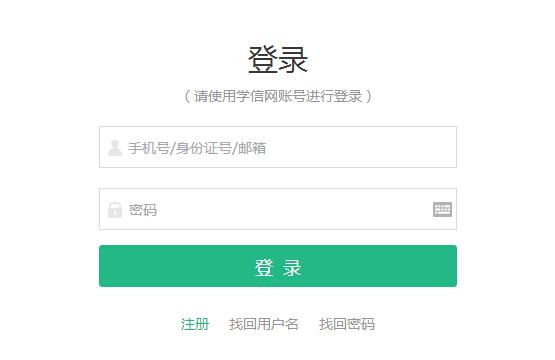 登录
（请使用学信网账号进行登录）
手机号/身份证号/邮箱
密码
登 录
注册 找回用户名 找回密码